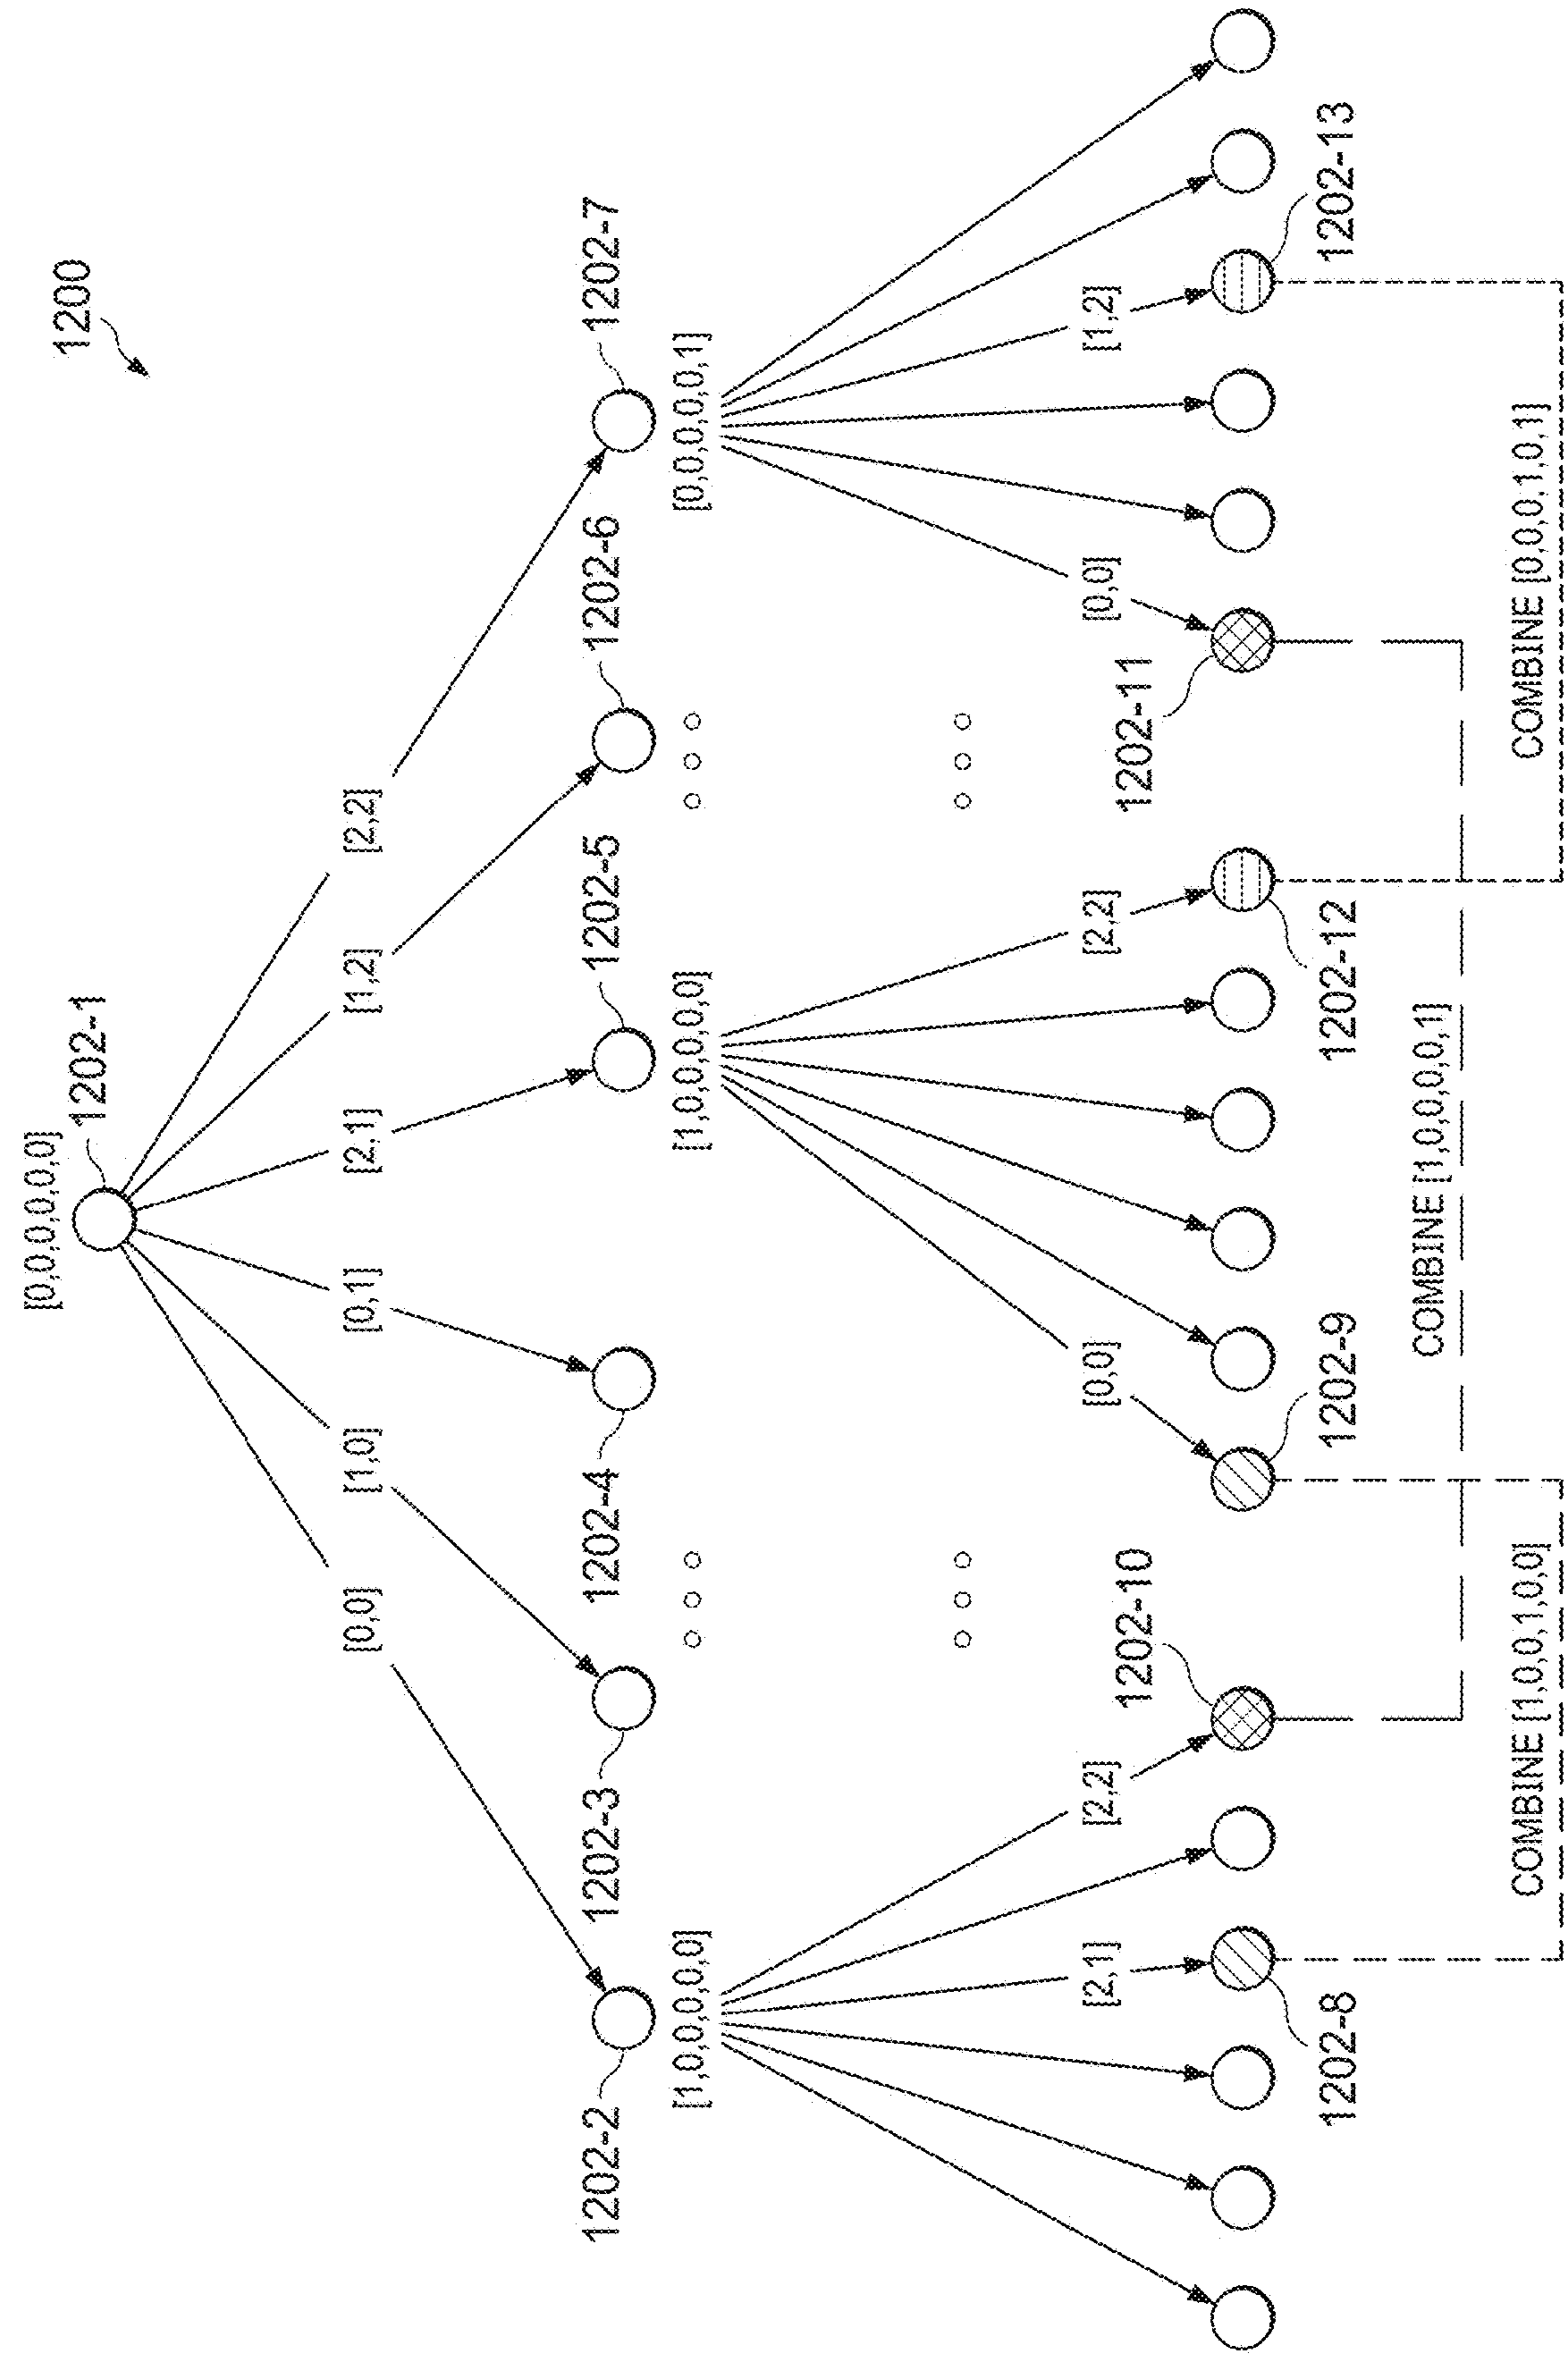 [0,0,0,0,0,0]
1200
1202-1
[0,0] [1,0] [0,1] [2,1] [1,2] [2,2]
1202-2 1202-3 1202-4 1202-5 1202-6 1202-7
[1,0,0,0,0,0] [1,0,0,0,0,0] [0,0,0,0,0,1]
[2,1] [2,2] [0,0] [2,2] [0,0] [1,2]
1202-10 1202-11
1202-8 1202-9 1202-12 1202-13
COMBINE [1,0,0,0,0,1]
COMBINE [1,0,0,1,0,0] COMBINE [0,0,0,1,0,1]